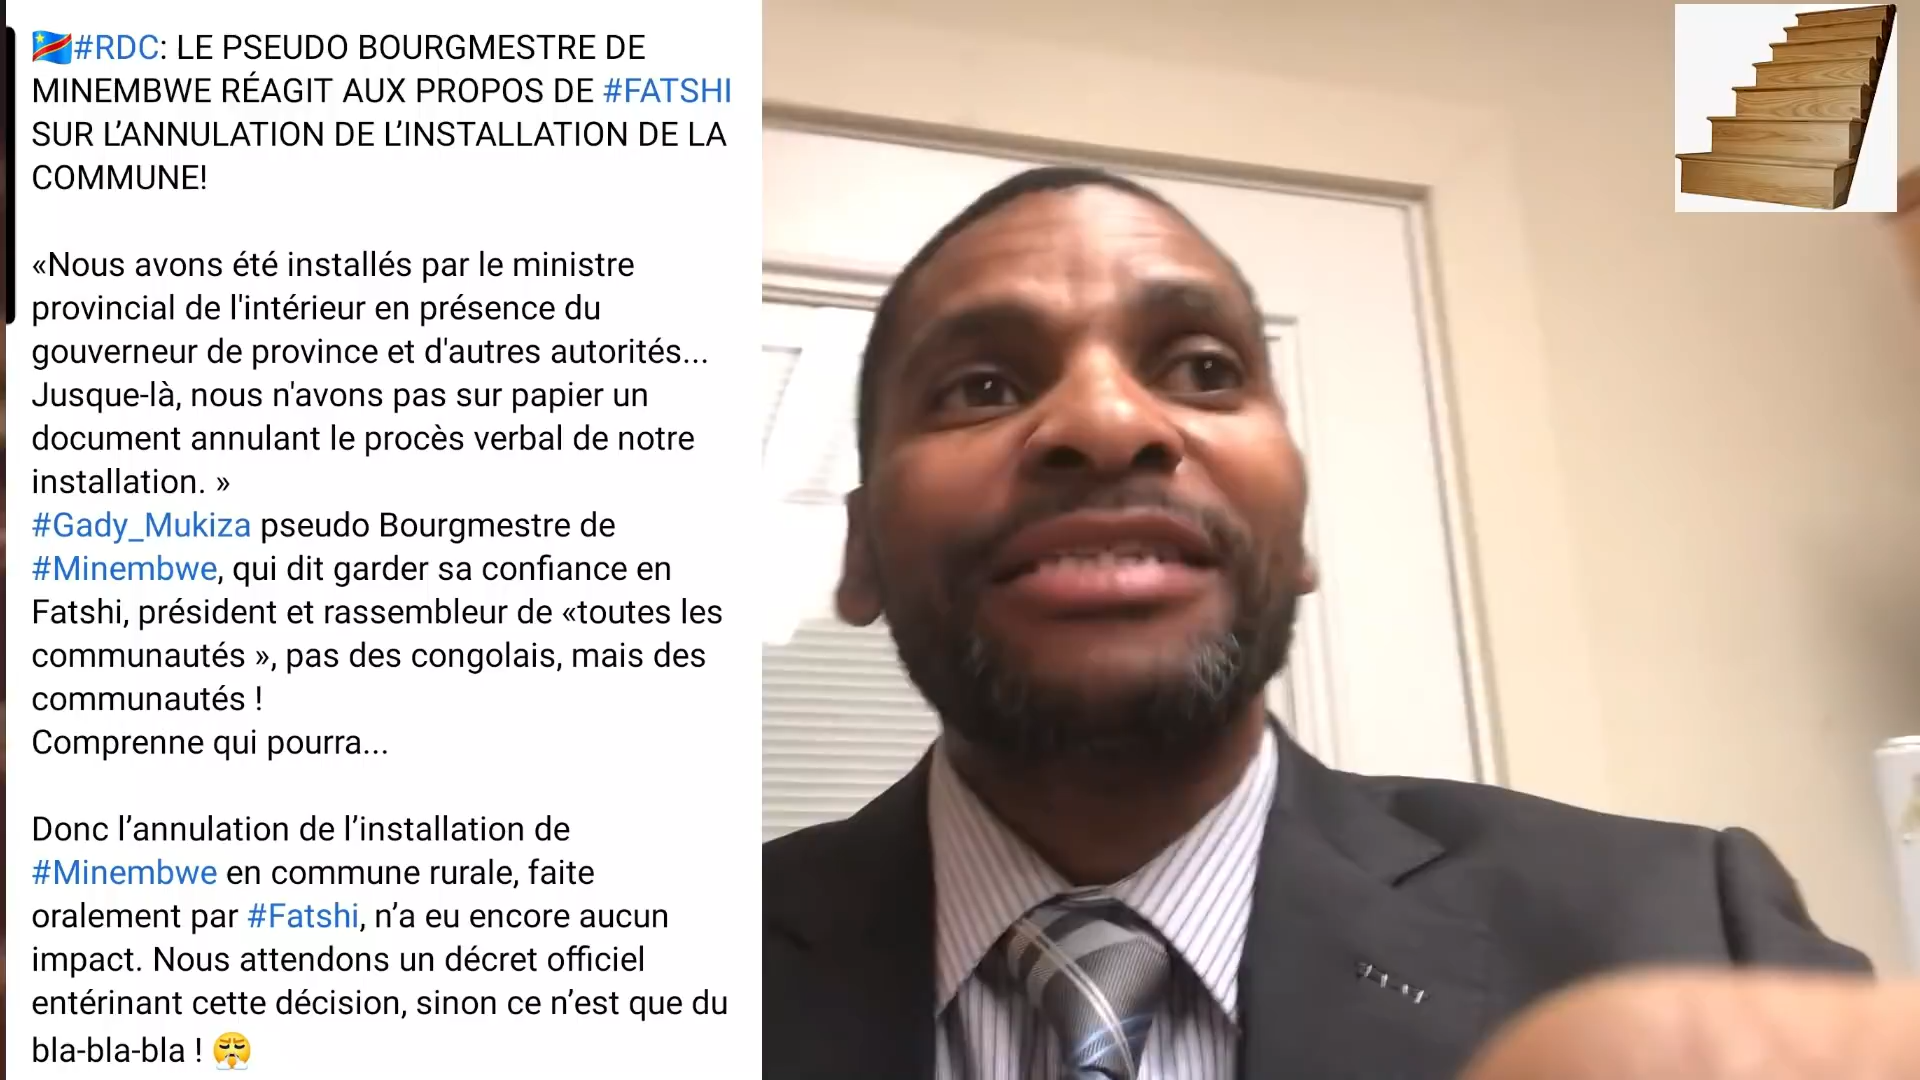 🇨🇩#RDC: LE PSEUDO BOURGMESTRE DE
MINEMBWE RÉAGIT AUX PROPOS DE #FATSHI
SUR L’ANNULATION DE L’INSTALLATION DE LA
COMMUNE!
«Nous avons été installés par le ministre
provincial de l'intérieur en présence du
gouverneur de province et d'autres autorités...
Jusque-là, nous n'avons pas sur papier un
document annulant le procès verbal de notre
installation. »
#Gady_Mukiza pseudo Bourgmestre de
#Minembwe, qui dit garder sa confiance en
Fatshi, président et rassembleur de «toutes les
communautés », pas des congolais, mais des
communautés !
Comprenne qui pourra...
Donc l’annulation de l’installation de
#Minembwe en commune rurale, faite
oralement par #Fatshi, n’a eu encore aucun
impact. Nous attendons un décret officiel
entérinant cette décision, sinon ce n’est que du
bla-bla-bla ! 😤